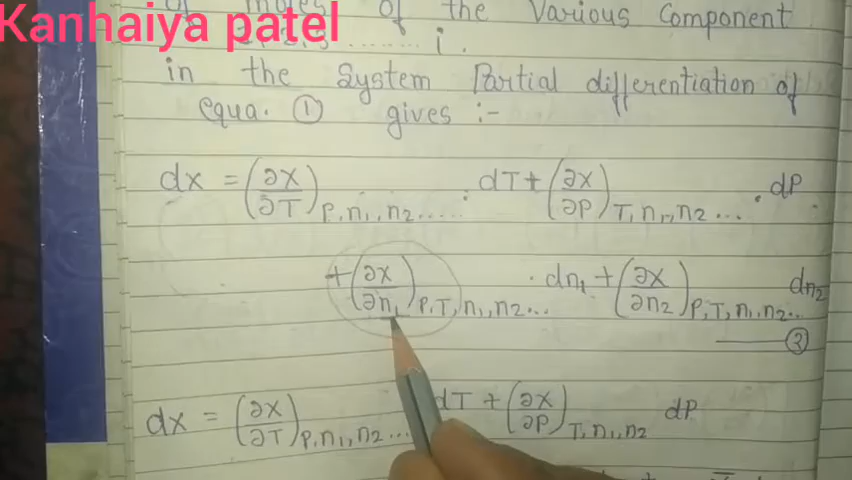 of moles of the Various Component
Kanhaiya patel
i.
in the System Partial differentiation of
equa. ① gives :-
dx = (∂X/∂T)P,n₁,n₂..... . dT + (∂X/∂P)T,n₁,n₂... . dP
+ (∂X/∂n₁)P,T,n₁,n₂... . dn₁ + (∂X/∂n₂)P,T,n₁,n₂.. dn₂
— ③
dx = (∂X/∂T)P,n₁,n₂... dT + (∂X/∂P)T,n₁,n₂ dP